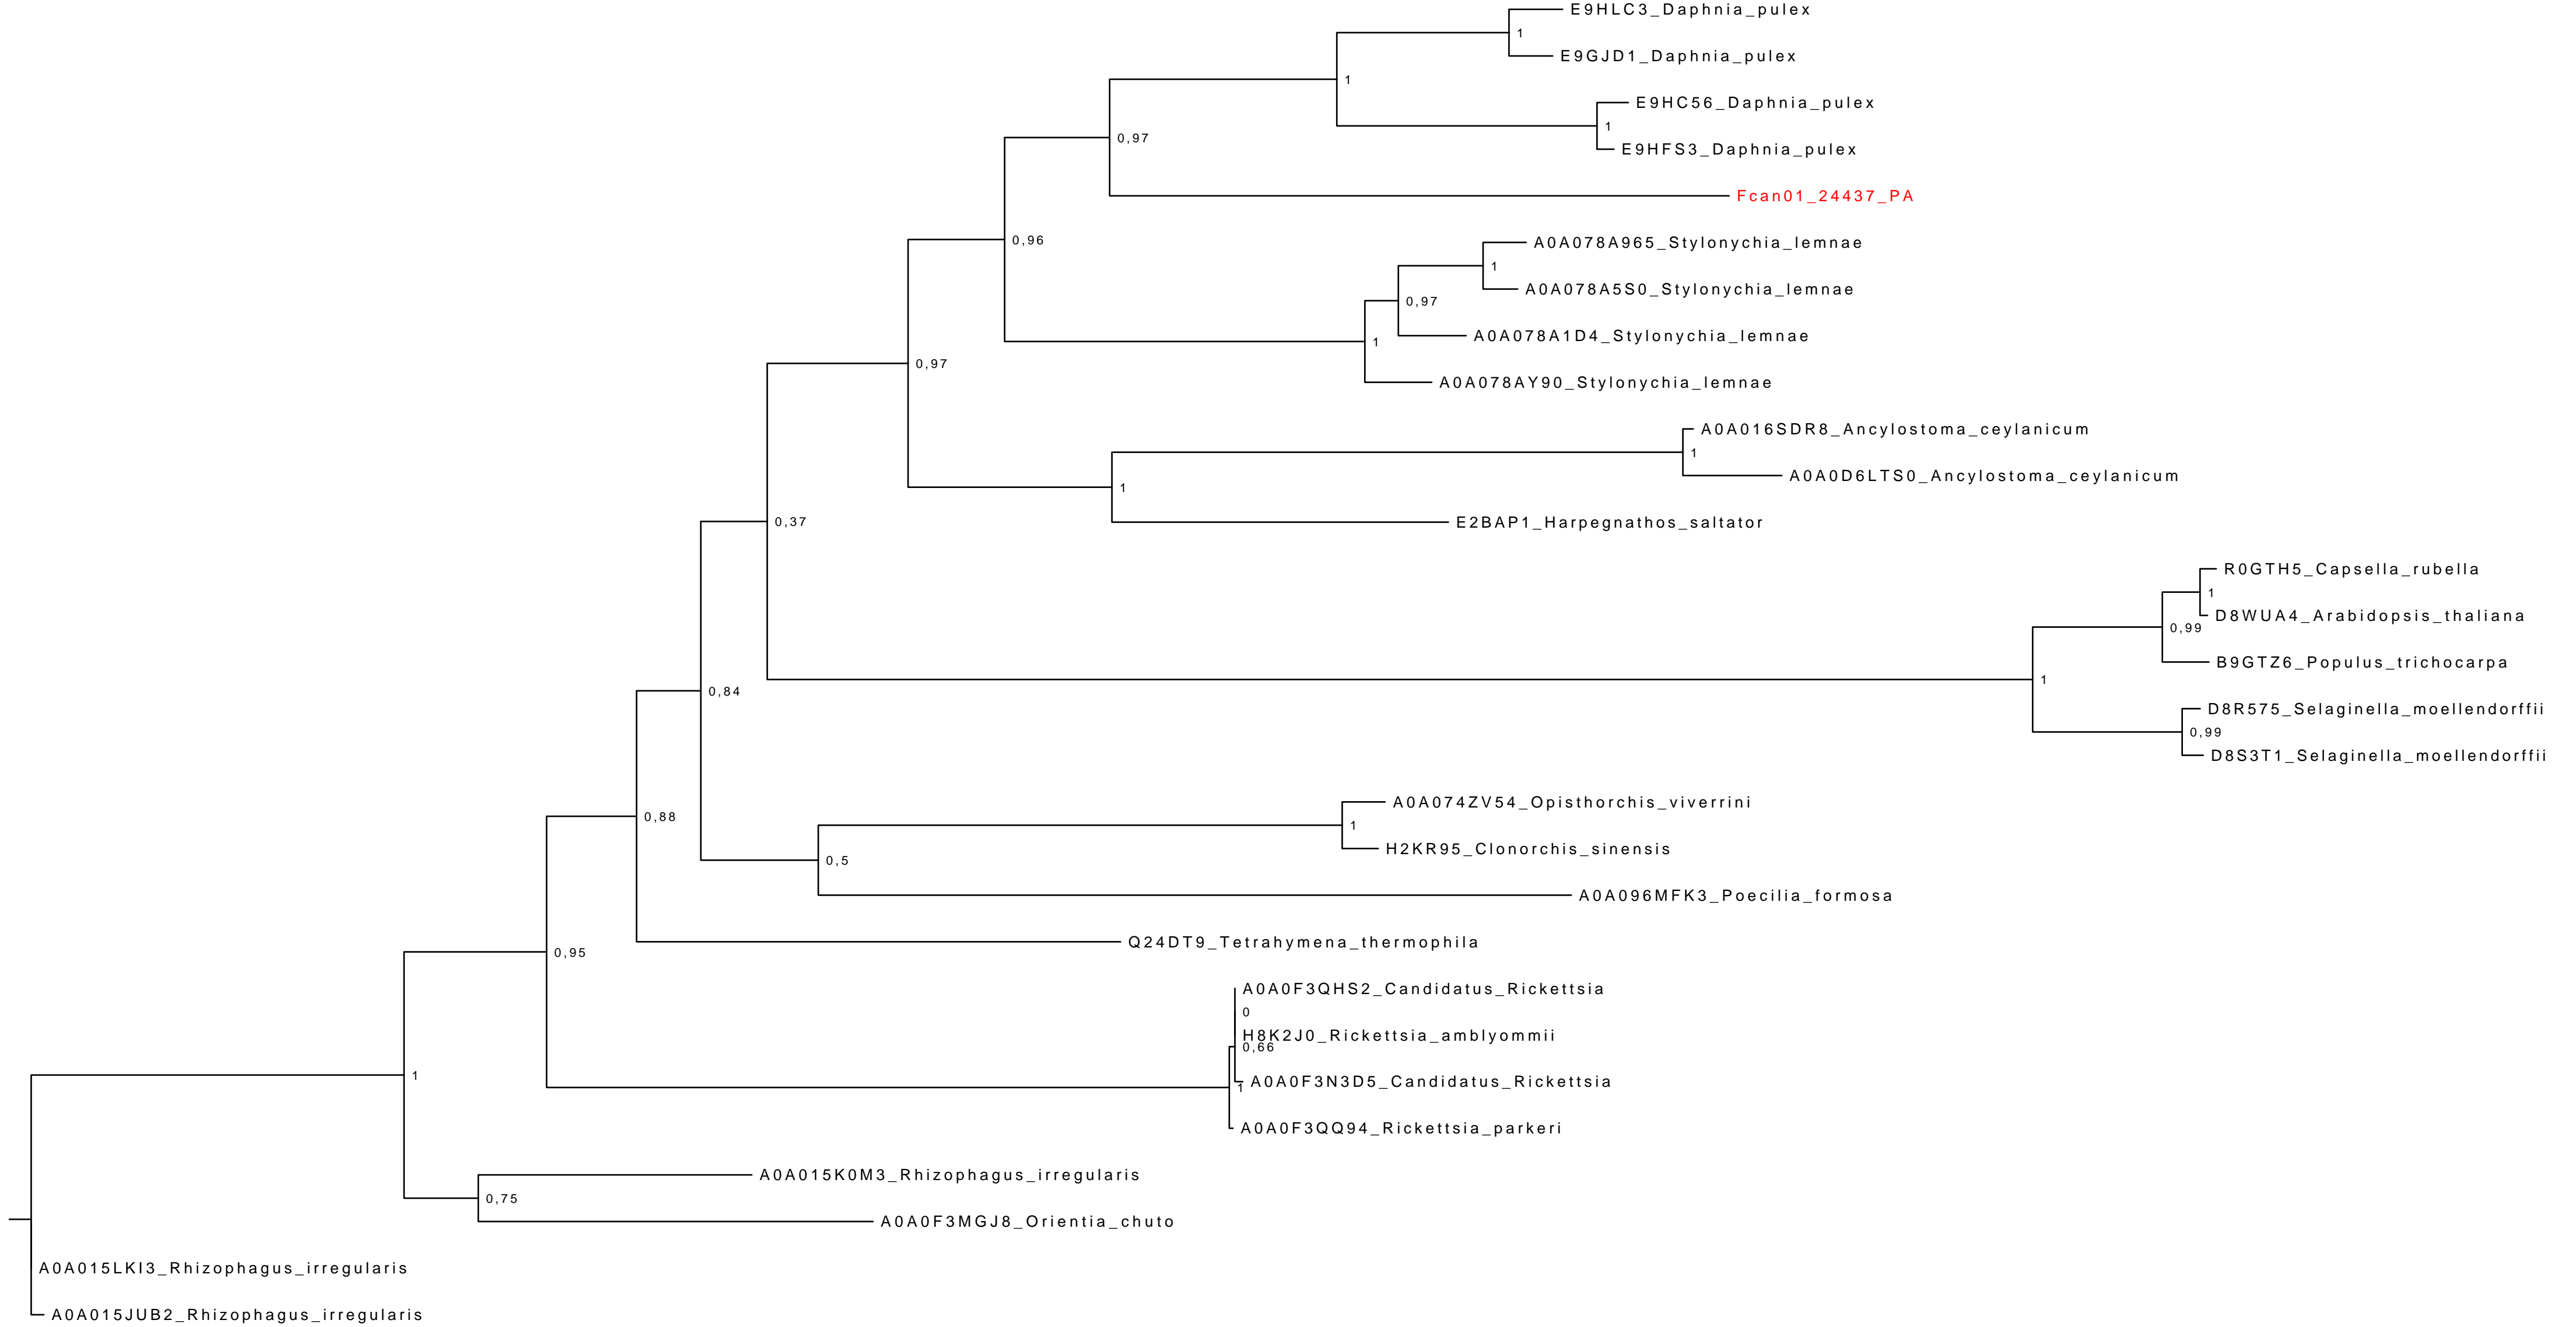 E9HLC3_Daphnia_pulex
1
E9GJD1_Daphnia_pulex
1
E9HC56_Daphnia_pulex
1
0,97
E9HFS3_Daphnia_pulex
Fcan01_24437_PA
0,96
A0A078A965_Stylonychia_lemnae
1
A0A078A5S0_Stylonychia_lemnae
0,97
A0A078A1D4_Stylonychia_lemnae
1
0,97
A0A078AY90_Stylonychia_lemnae
A0A016SDR8_Ancylostoma_ceylanicum
1
A0A0D6LTS0_Ancylostoma_ceylanicum
1
0,37
E2BAP1_Harpegnathos_saltator
R0GTH5_Capsella_rubella
1
D8WUA4_Arabidopsis_thaliana
0,99
B9GTZ6_Populus_trichocarpa
1
0,84
D8R575_Selaginella_moellendorffii
0,99
D8S3T1_Selaginella_moellendorffii
A0A074ZV54_Opisthorchis_viverrini
0,88
1
H2KR95_Clonorchis_sinensis
0,5
A0A096MFK3_Poecilia_formosa
Q24DT9_Tetrahymena_thermophila
0,95
A0A0F3QHS2_Candidatus_Rickettsia
0
H8K2J0_Rickettsia_amblyommii
0,66
1
A0A0F3N3D5_Candidatus_Rickettsia
1
A0A0F3QQ94_Rickettsia_parkeri
A0A015K0M3_Rhizophagus_irregularis
0,75
A0A0F3MGJ8_Orientia_chuto
A0A015LKI3_Rhizophagus_irregularis
A0A015JUB2_Rhizophagus_irregularis